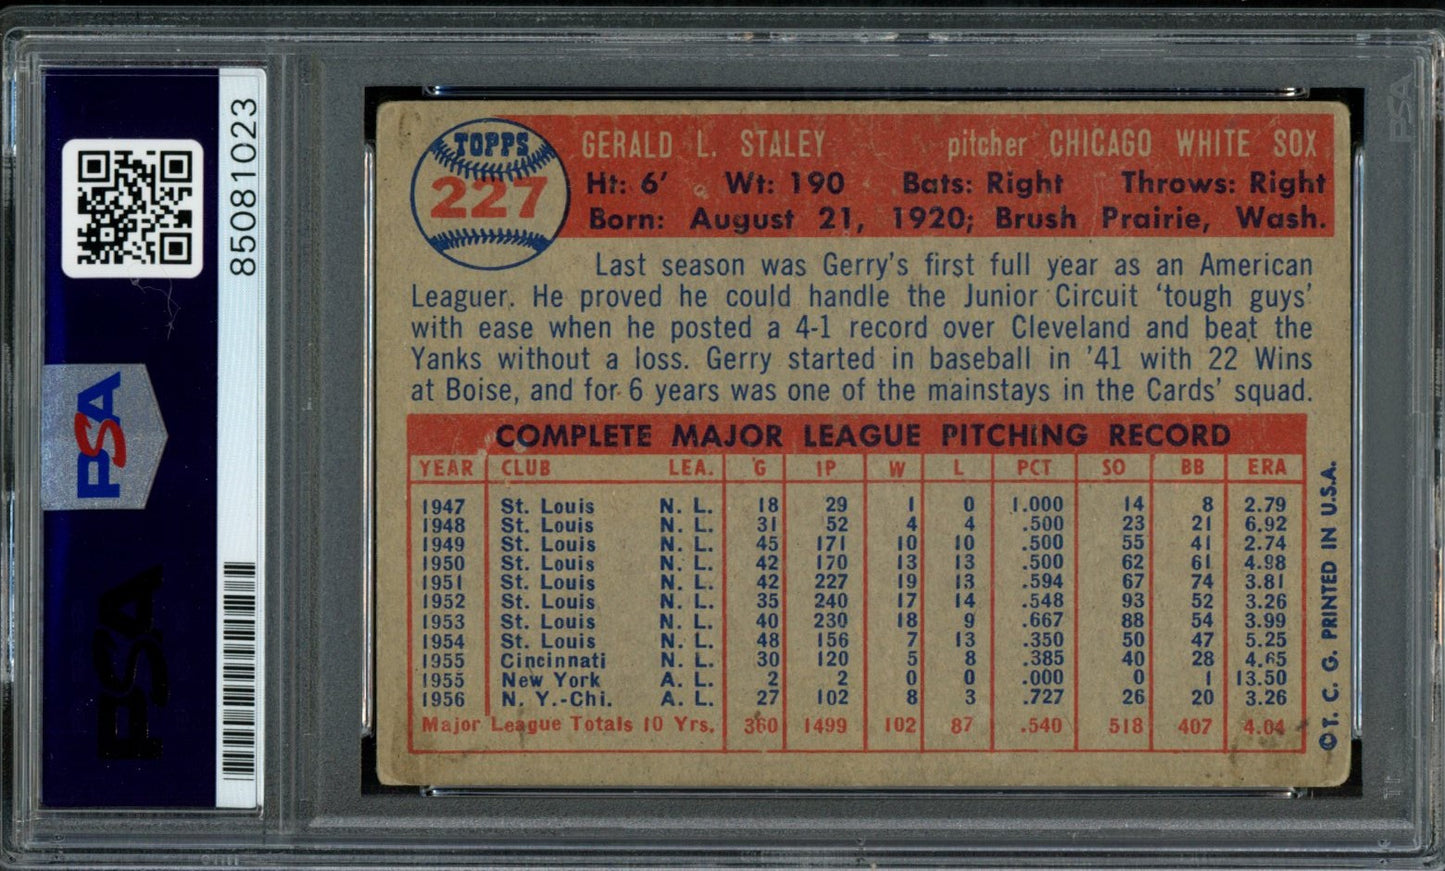 85081023
PSA
PSA
PSA
TOPPS
227
GERALD L. STALEY pitcher CHICAGO WHITE SOX
Ht: 6' Wt: 190 Bats: Right Throws: Right
Born: August 21, 1920; Brush Prairie, Wash.
Last season was Gerry's first full year as an American
Leaguer. He proved he could handle the Junior Circuit 'tough guys'
with ease when he posted a 4-1 record over Cleveland and beat the
Yanks without a loss. Gerry started in baseball in '41 with 22 Wins
at Boise, and for 6 years was one of the mainstays in the Cards' squad.
COMPLETE MAJOR LEAGUE PITCHING RECORD
YEAR CLUB LEA. G IP W L PCT SO BB ERA
1947 St. Louis N. L. 18 29 1 0 1.000 14 8 2.79
1948 St. Louis N. L. 31 52 4 4 .500 23 21 6.92
1949 St. Louis N. L. 45 171 10 10 .500 55 41 2.74
1950 St. Louis N. L. 42 170 13 13 .500 62 61 4.98
1951 St. Louis N. L. 42 227 19 13 .594 67 74 3.81
1952 St. Louis N. L. 35 240 17 14 .548 93 52 3.26
1953 St. Louis N. L. 40 230 18 9 .667 88 54 3.99
1954 St. Louis N. L. 48 156 7 13 .350 50 47 5.25
1955 Cincinnati N. L. 30 120 5 8 .385 40 28 4.65
1955 New York A. L. 2 2 0 0 .000 0 1 13.50
1956 N. Y.-Chi. A. L. 27 102 8 3 .727 26 20 3.26
Major League Totals 10 Yrs. 360 1499 102 87 .540 518 407 4.04
©T. C. G. PRINTED IN U.S.A.